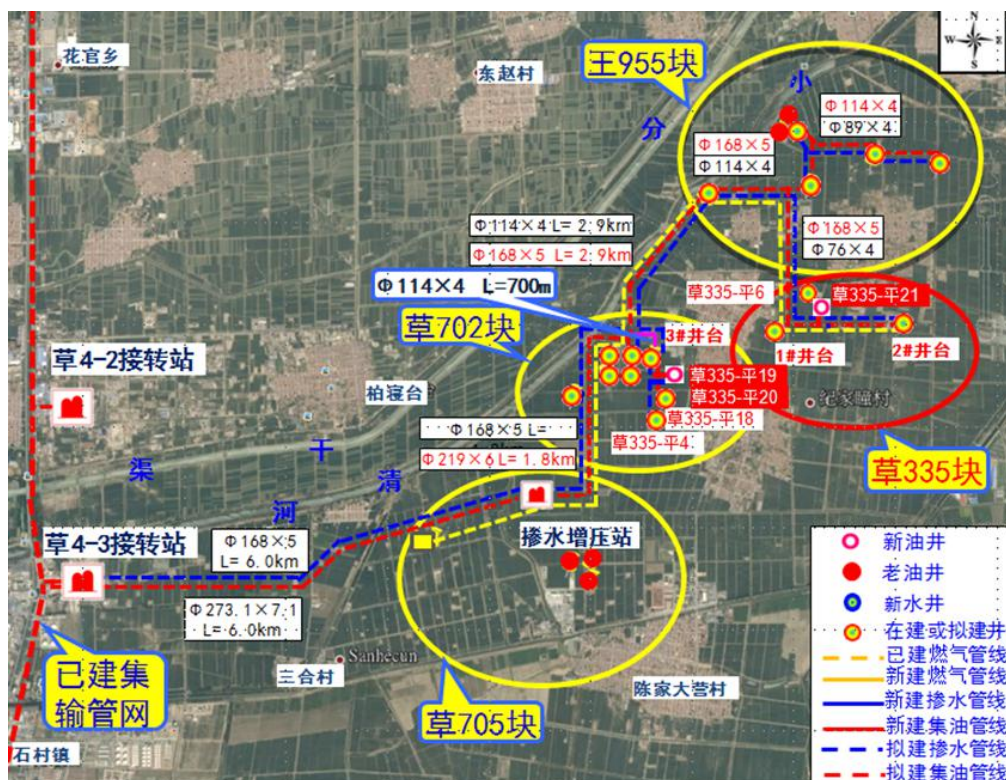 花官乡
东赵村
王955块
小
分
N
W
E
S
Φ114×4
Φ89×4
Φ168×5
Φ114×4
Φ114×4 L=2.9km
Φ168×5 L=2.9km
Φ168×5
Φ76×4
Φ114×4 L=700m
草335-平6
草335-平21
草702块
3#井台
1#井台
2#井台
草4-2接转站
柏寝台
草335-平19
草335-平20
草335-平18
草335-平4
草335块
Φ168×5 L=
Φ219×6 L=1.8km
渠
干
清
河
掺水增压站
草4-3接转站
Φ168×5
L=6.0km
Φ273.1×7.1
L=6.0km
已建集
输管网
三合村
Sanhecun
陈家大营村
草705块
石村镇
新油井
老油井
新水井
在建或拟建井
已建燃气管线
新建燃气管线
新建掺水管线
新建集油管线
拟建掺水管线
拟建集油管线